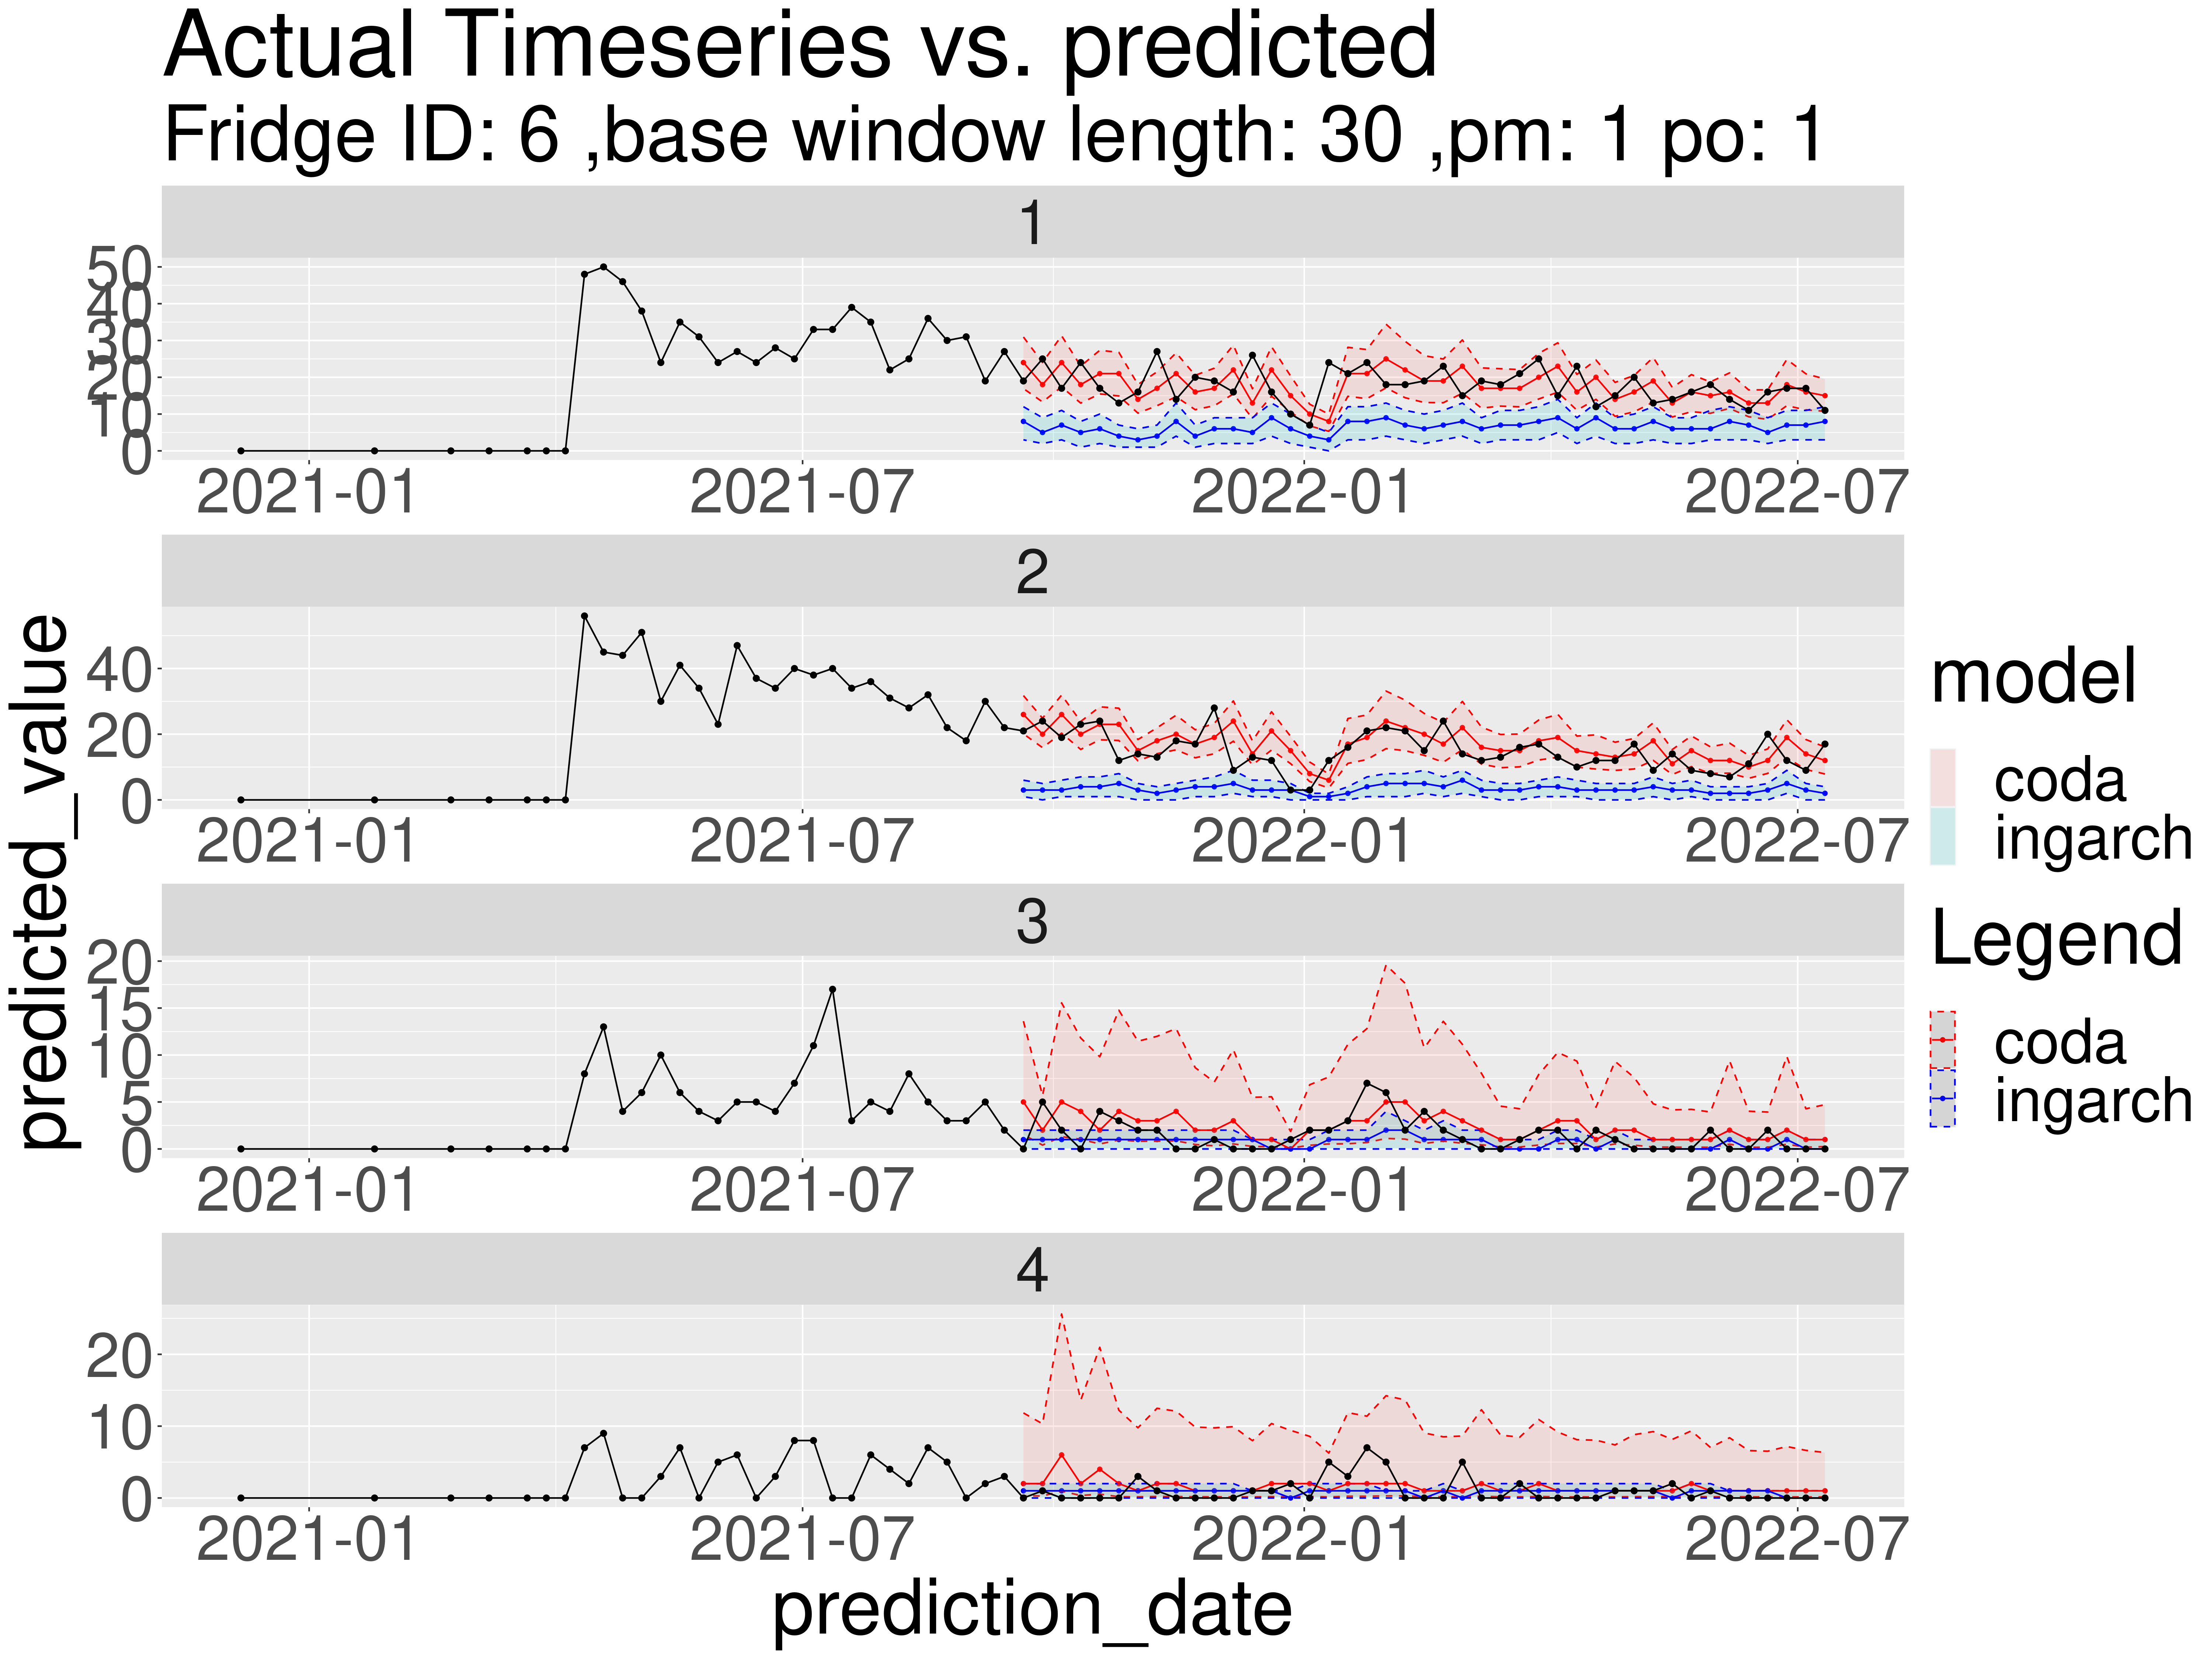 Actual Timeseries vs. predicted
Fridge ID: 6 ,base window length: 30 ,pm: 1 po: 1
predicted_value
1
50
40
30
20
10
0
2021-01 2021-07 2022-01 2022-07
2
40
20
0
2021-01 2021-07 2022-01 2022-07
3
20
15
10
5
0
2021-01 2021-07 2022-01 2022-07
4
20
10
0
2021-01 2021-07 2022-01 2022-07
prediction_date
model
coda
ingarch
Legend
coda
ingarch